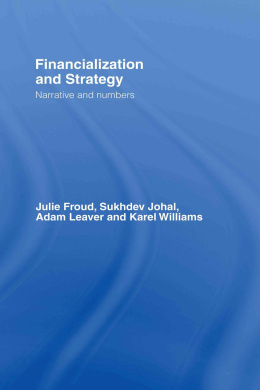 Financialization
and Strategy
Narrative and numbers
Julie Froud, Sukhdev Johal,
Adam Leaver and Karel Williams